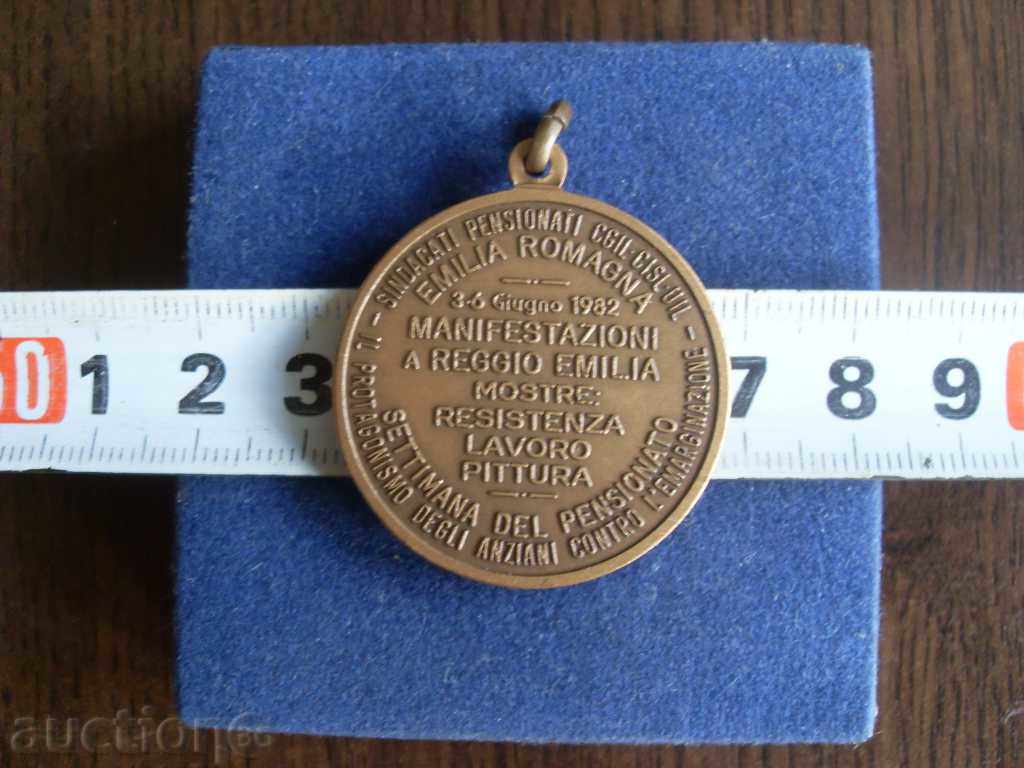 SINDACATI PENSIONATI CGIL-CISL-UIL -
EMILIA ROMAGNA
3-6 Giugno 1982
MANIFESTAZIONI
A REGGIO EMILIA
MOSTRE:
RESISTENZA
LAVORO
PITTURA
SETTIMANA DEL PENSIONATO
- IL PROTAGONISMO DEGLI ANZIANI CONTRO L'EMARGINAZIONE
0 1 2 3 7 8 9
auction